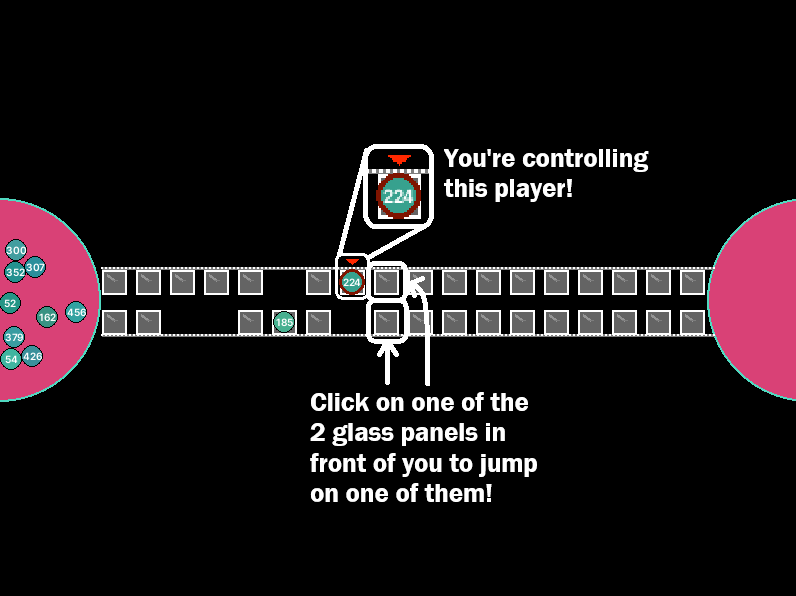 You're controlling
this player!
224
300
307
352
224
52
162
456
185
379
54
426
Click on one of the
2 glass panels in
front of you to jump
on one of them!